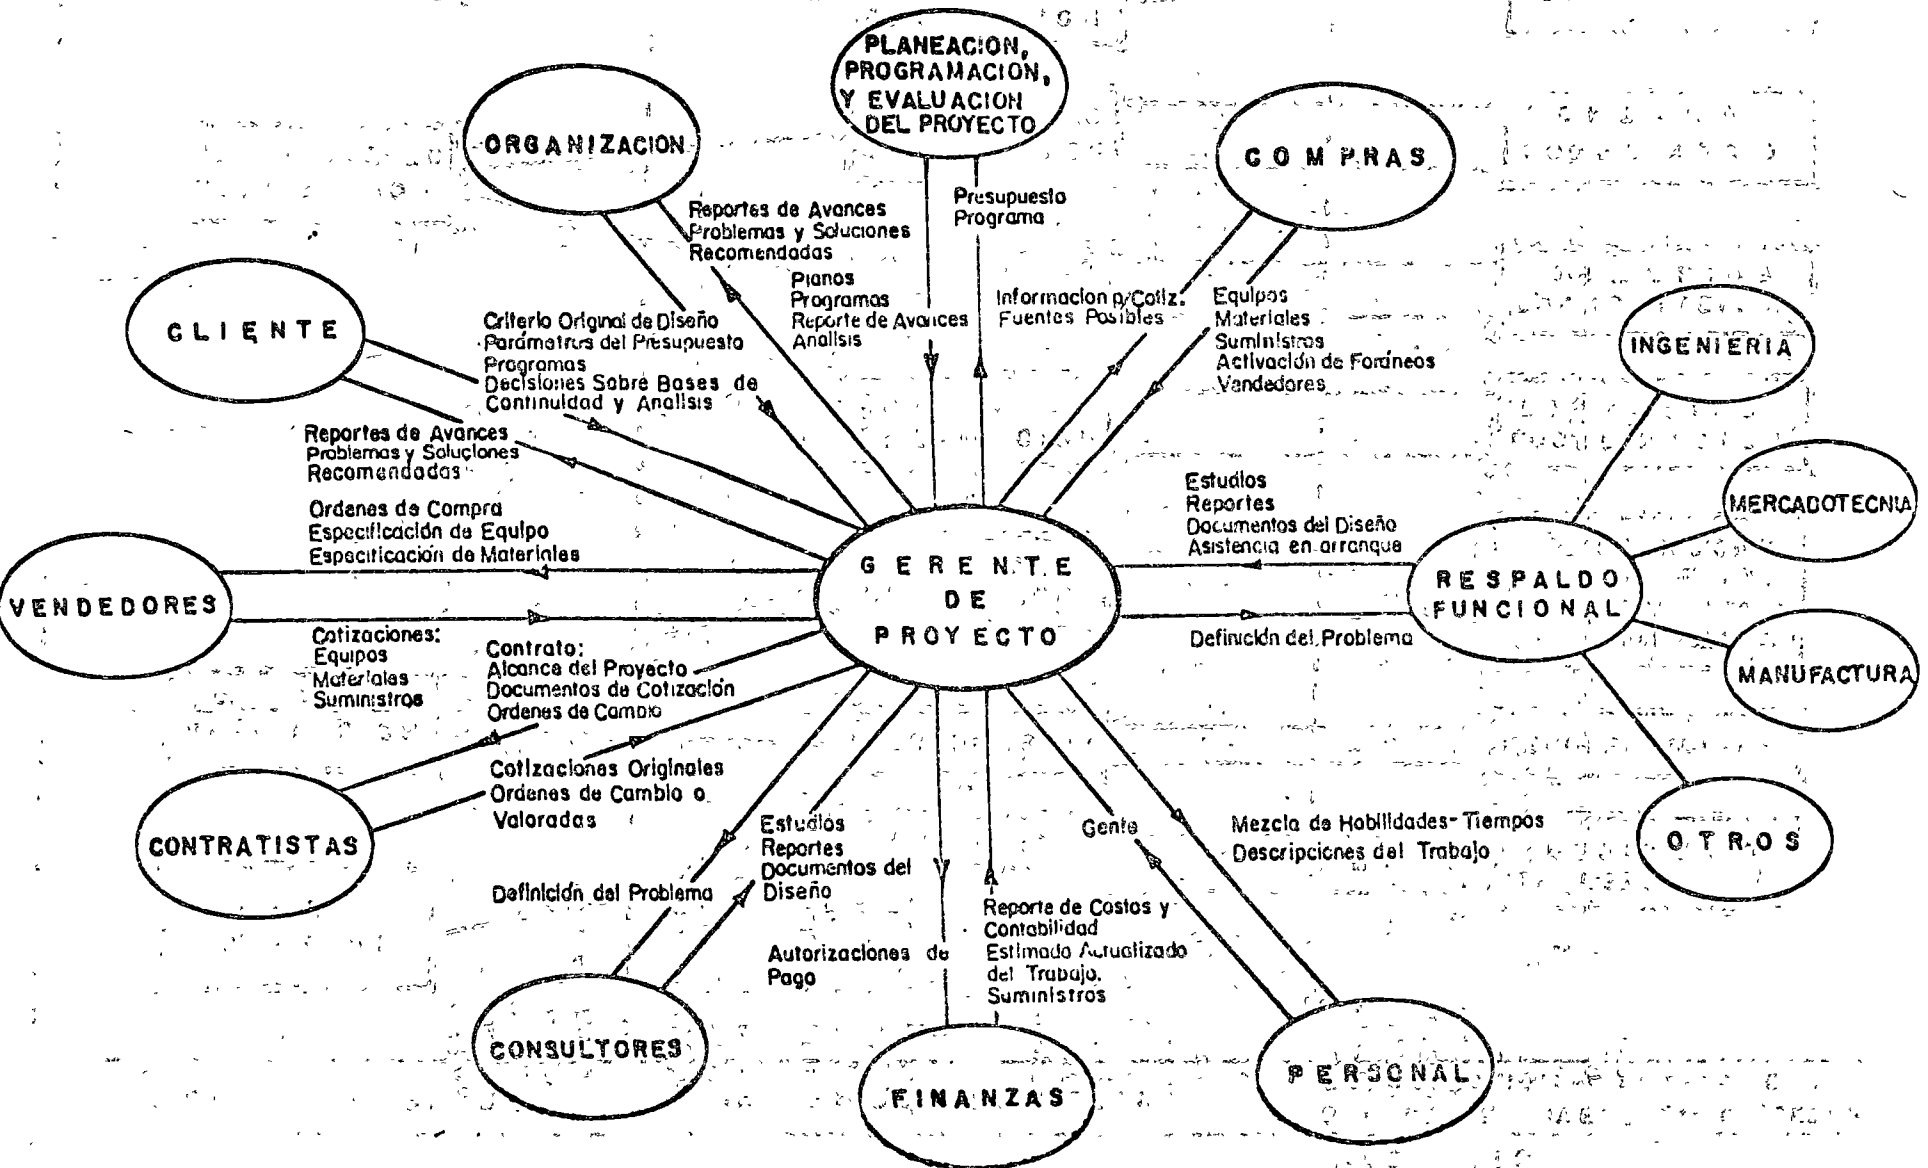 PLANEACION,
PROGRAMACION,
Y EVALUACION
DEL PROYECTO
ORGANIZACION
COMPRAS
CLIENTE
INGENIERIA
MERCADOTECNIA
RESPALDO
FUNCIONAL
MANUFACTURA
OTROS
VENDEDORES
GERENTE
DE
PROYECTO
CONTRATISTAS
CONSULTORES
FINANZAS
PERSONAL
Reportes de Avances
Problemas y Soluciones
Recomendadas
Presupuesto
Programa
Planos
Programas
Reporte de Avances
Analisis
Informacion p/Cotiz.
Fuentes Posibles
Equipos
Materiales
Suministros
Activación de Foráneos
Vendedores
Criterio Original de Diseño
Parámetros del Presupuesto
Programas
Decisiones Sobre Bases de
Continuidad y Analisis
Reportes de Avances
Problemas y Soluciones
Recomendadas
Ordenes de Compra
Especificación de Equipo
Especificación de Materiales
Estudios
Reportes
Documentos del Diseño
Asistencia en arranque
Definición del Problema
Cotizaciones:
Equipos
Materiales
Suministros
Contrato:
Alcance del Proyecto
Documentos de Cotización
Ordenes de Cambio
Cotizaciones Originales
Ordenes de Cambio o
Valoradas
Definición del Problema
Estudios
Reportes
Documentos del
Diseño
Autorizaciones de
Pago
Reporte de Costos y
Contabilidad
Estimado Actualizado
del Trabajo.
Suministros
Gente
Mezcla de Habilidades-Tiempos
Descripciones del Trabajo